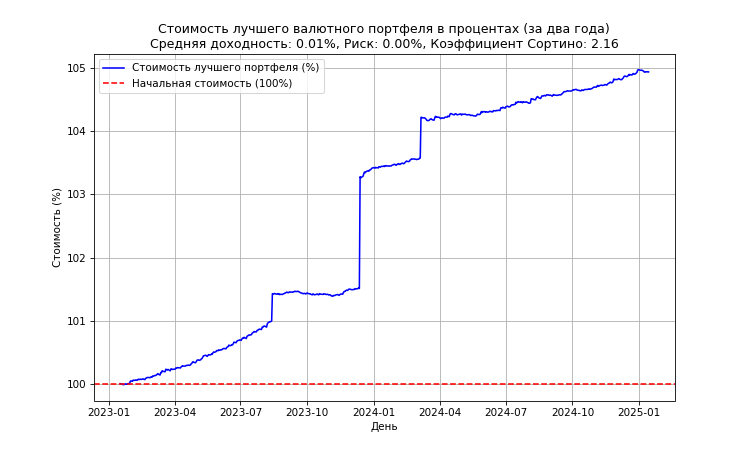 Стоимость лучшего валютного портфеля в процентах (за два года)
Средняя доходность: 0.01%, Риск: 0.00%, Коэффициент Сортино: 2.16
Стоимость лучшего портфеля (%)
Начальная стоимость (100%)
Стоимость (%)
105
104
103
102
101
100
2023-01 2023-04 2023-07 2023-10 2024-01 2024-04 2024-07 2024-10 2025-01
День